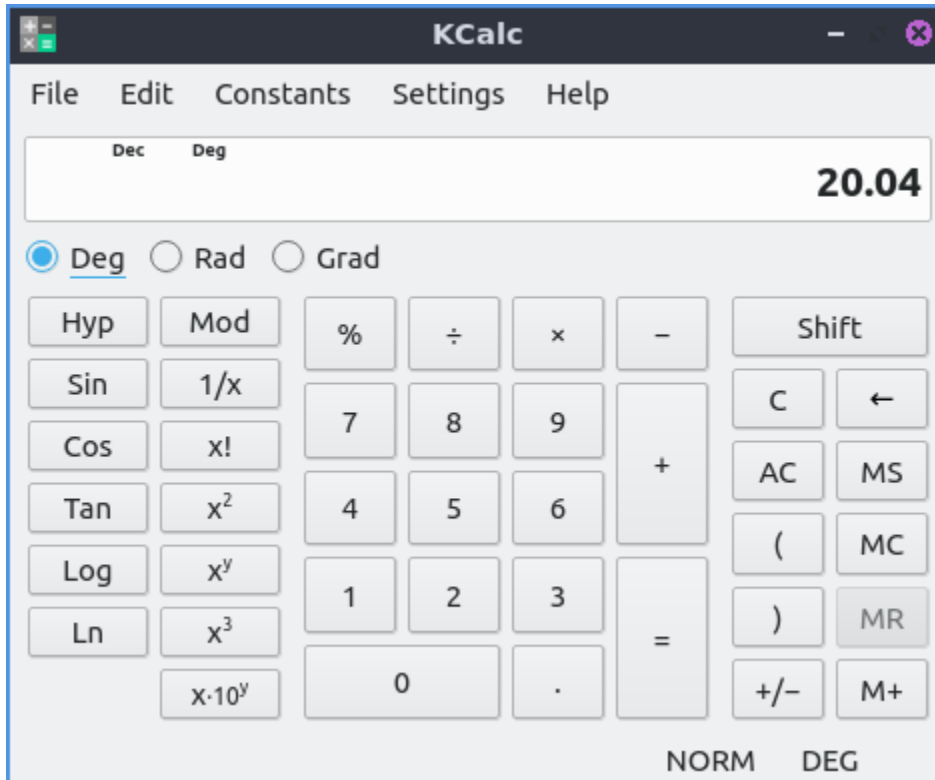 KCalc
File Edit Constants Settings Help
Dec Deg
20.04
Deg Rad Grad
Hyp Mod % ÷ × − Shift
Sin 1/x 7 8 9 + C ←
Cos x!
Tan x² 4 5 6 AC MS
Log xʸ ( MC
Ln x³ 1 2 3 = ) MR
x·10ʸ 0 . +/− M+
NORM DEG